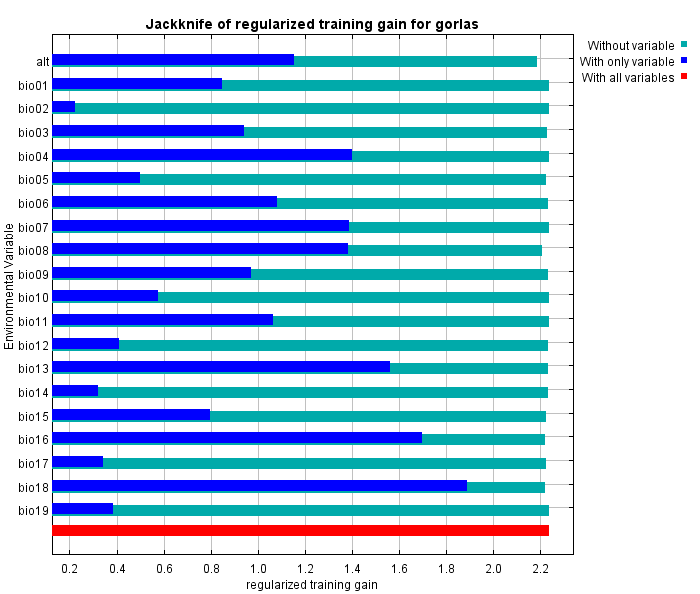 Jackknife of regularized training gain for gorlas
Without variable
With only variable
With all variables
Environmental Variable
alt
bio01
bio02
bio03
bio04
bio05
bio06
bio07
bio08
bio09
bio10
bio11
bio12
bio13
bio14
bio15
bio16
bio17
bio18
bio19
0.2 0.4 0.6 0.8 1.0 1.2 1.4 1.6 1.8 2.0 2.2
regularized training gain